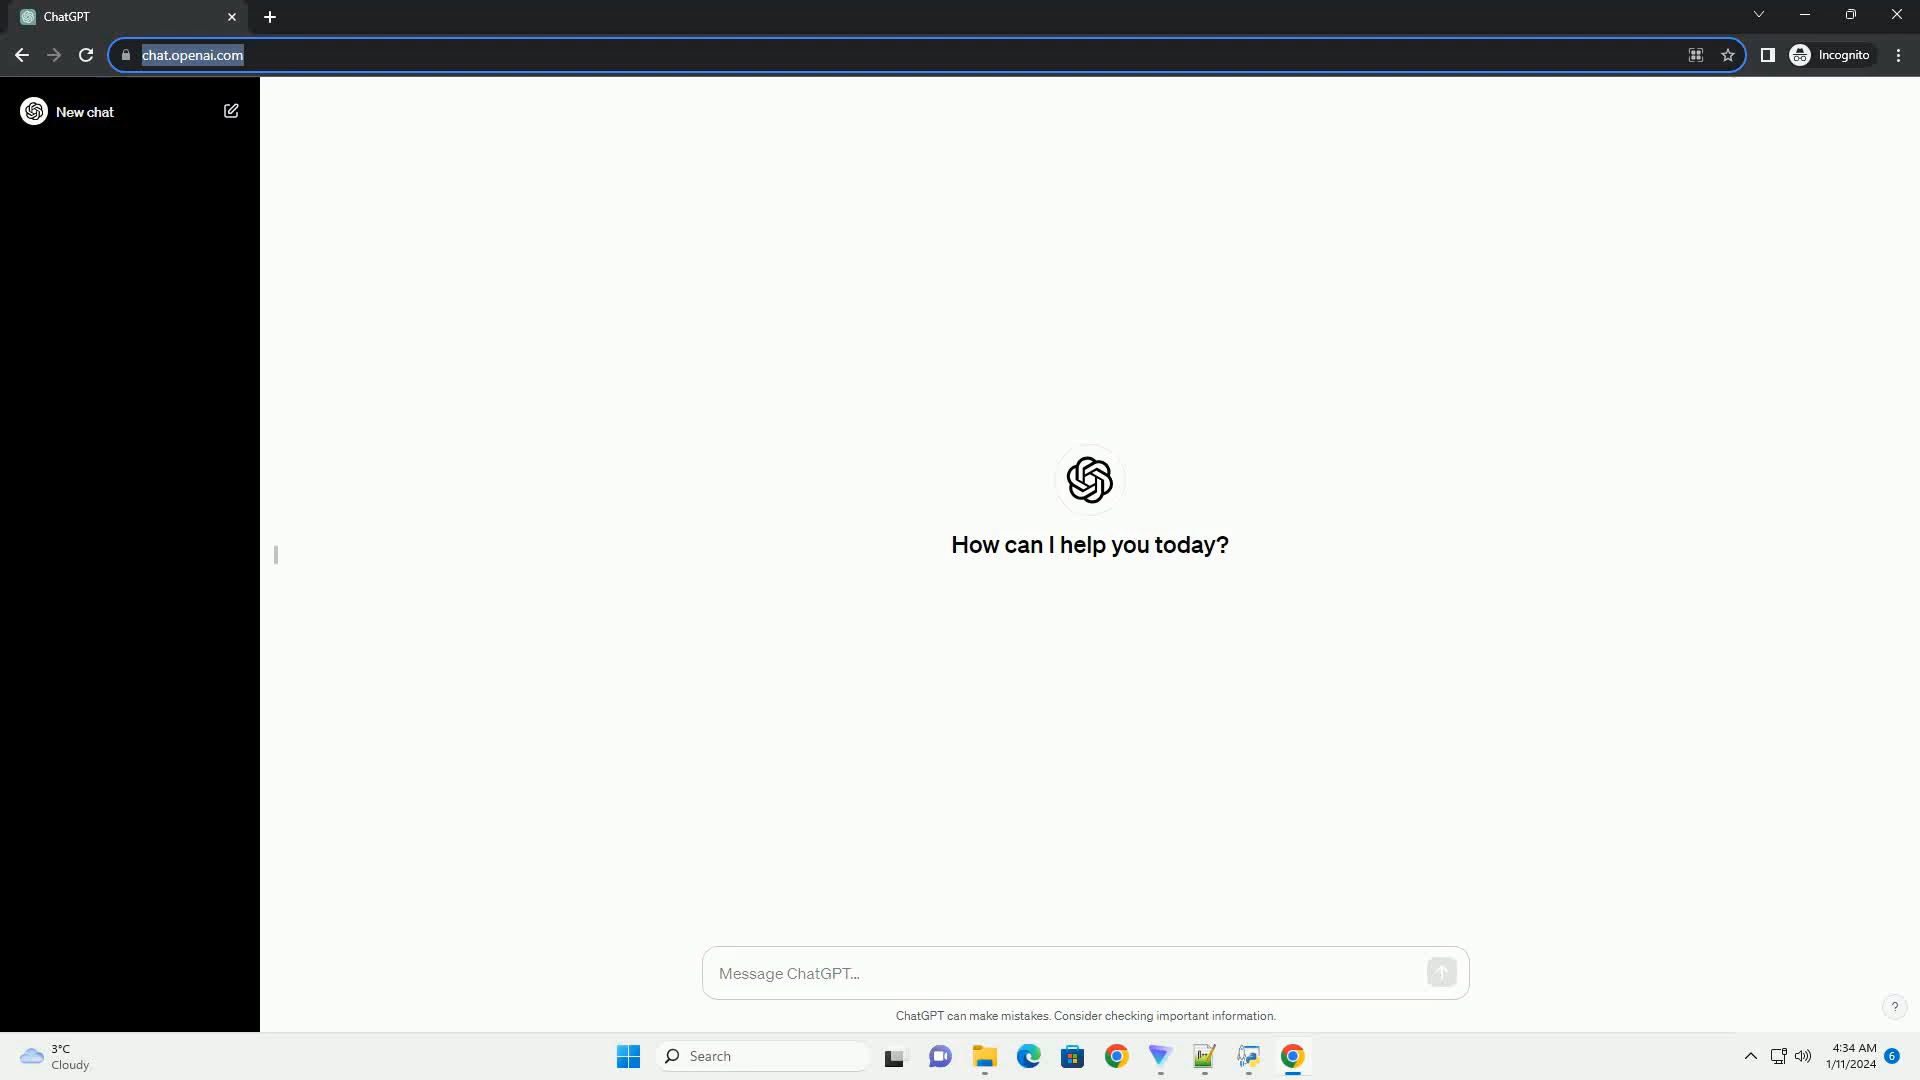 ChatGPT
chat.openai.com
Incognito
New chat
How can I help you today?
Message ChatGPT...
ChatGPT can make mistakes. Consider checking important information.
?
3°C
Cloudy
Search
4:34 AM
1/11/2024
6